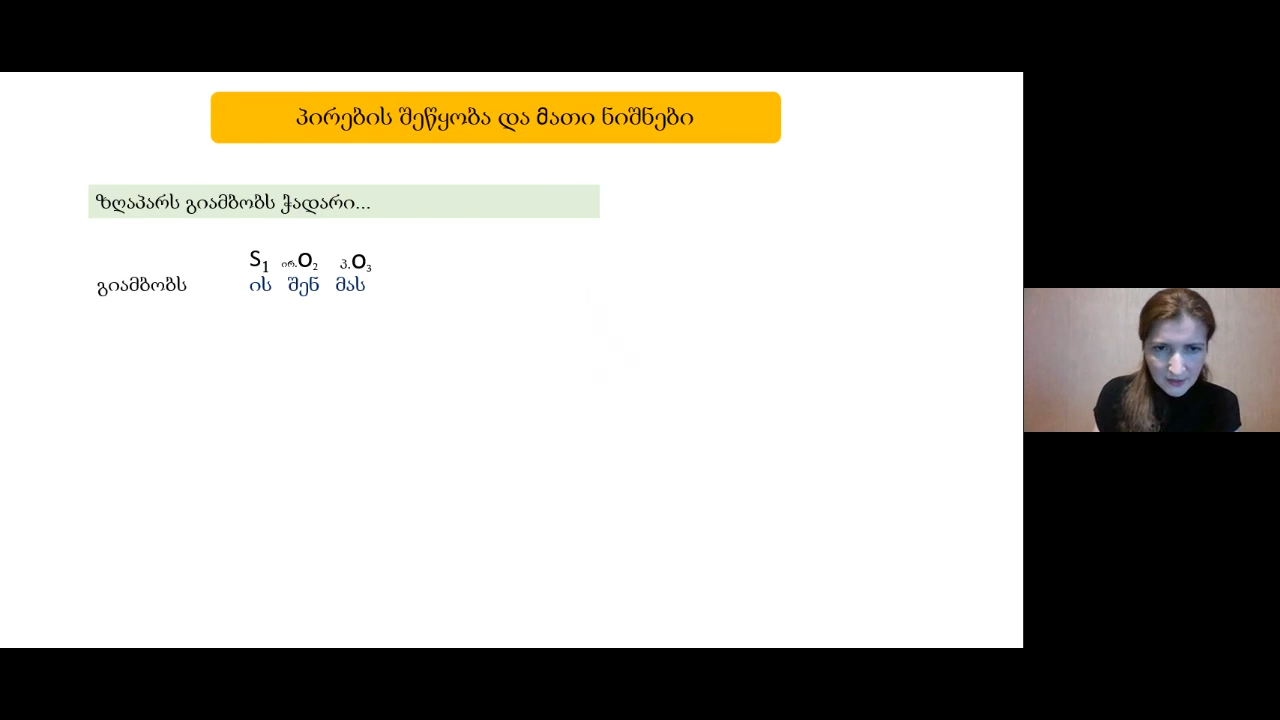 პირების შეწყობა და მათი ნიშნები
ზღაპარს გიამბობს ჭადარი...
S₁ ირ.O₂ პ.O₃
გიამბობს ის შენ მას